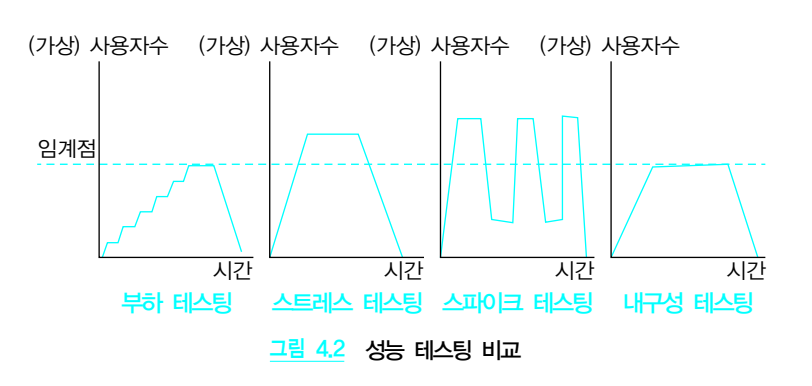 (가상) 사용자수 (가상) 사용자수 (가상) 사용자수 (가상) 사용자수
임계점
시간 시간 시간 시간
부하 테스팅 스트레스 테스팅 스파이크 테스팅 내구성 테스팅
그림 4.2 성능 테스팅 비교